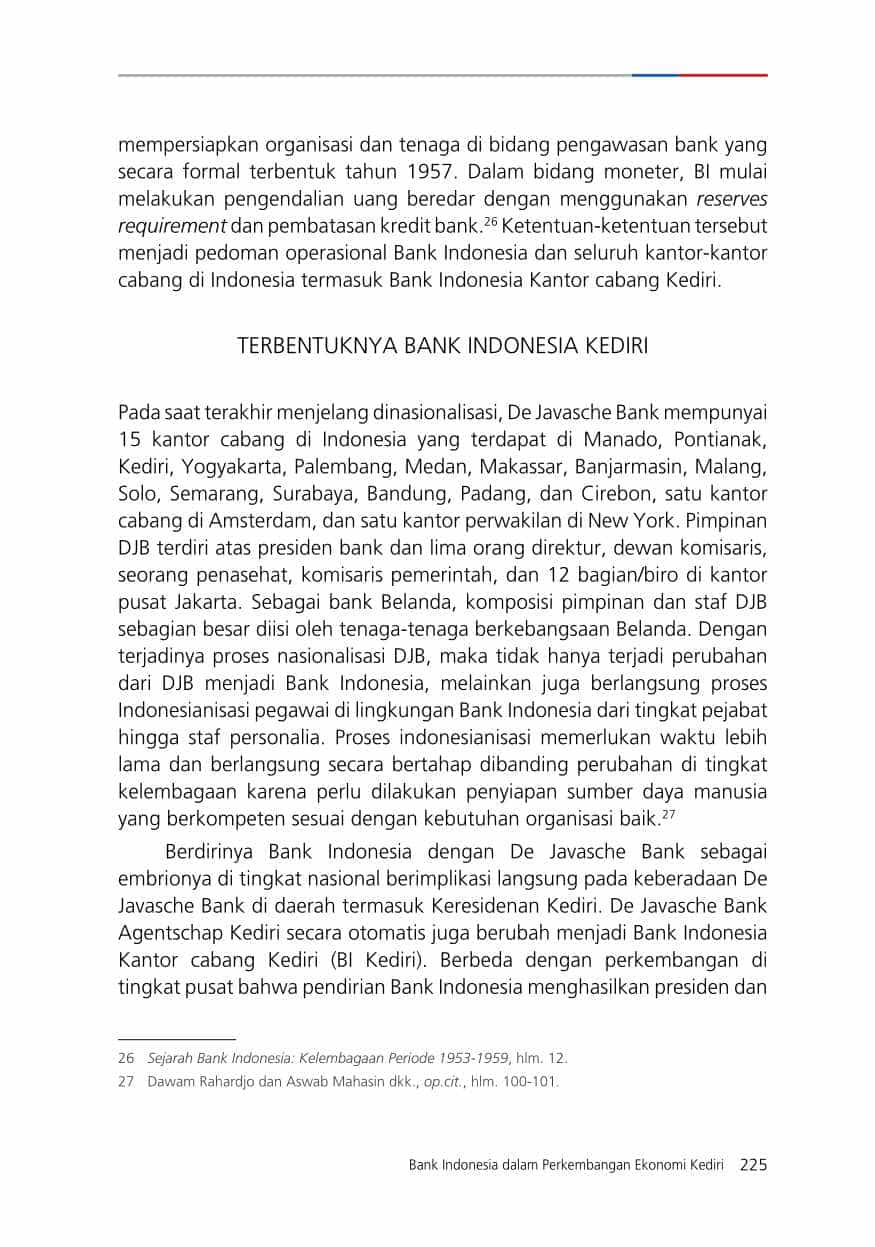 mempersiapkan organisasi dan tenaga di bidang pengawasan bank yang
secara formal terbentuk tahun 1957. Dalam bidang moneter, BI mulai
melakukan pengendalian uang beredar dengan menggunakan reserves
requirement dan pembatasan kredit bank.26 Ketentuan-ketentuan tersebut
menjadi pedoman operasional Bank Indonesia dan seluruh kantor-kantor
cabang di Indonesia termasuk Bank Indonesia Kantor cabang Kediri.
TERBENTUKNYA BANK INDONESIA KEDIRI
Pada saat terakhir menjelang dinasionalisasi, De Javasche Bank mempunyai
15 kantor cabang di Indonesia yang terdapat di Manado, Pontianak,
Kediri, Yogyakarta, Palembang, Medan, Makassar, Banjarmasin, Malang,
Solo, Semarang, Surabaya, Bandung, Padang, dan Cirebon, satu kantor
cabang di Amsterdam, dan satu kantor perwakilan di New York. Pimpinan
DJB terdiri atas presiden bank dan lima orang direktur, dewan komisaris,
seorang penasehat, komisaris pemerintah, dan 12 bagian/biro di kantor
pusat Jakarta. Sebagai bank Belanda, komposisi pimpinan dan staf DJB
sebagian besar diisi oleh tenaga-tenaga berkebangsaan Belanda. Dengan
terjadinya proses nasionalisasi DJB, maka tidak hanya terjadi perubahan
dari DJB menjadi Bank Indonesia, melainkan juga berlangsung proses
Indonesianisasi pegawai di lingkungan Bank Indonesia dari tingkat pejabat
hingga staf personalia. Proses indonesianisasi memerlukan waktu lebih
lama dan berlangsung secara bertahap dibanding perubahan di tingkat
kelembagaan karena perlu dilakukan penyiapan sumber daya manusia
yang berkompeten sesuai dengan kebutuhan organisasi baik.27
Berdirinya Bank Indonesia dengan De Javasche Bank sebagai
embrionya di tingkat nasional berimplikasi langsung pada keberadaan De
Javasche Bank di daerah termasuk Keresidenan Kediri. De Javasche Bank
Agentschap Kediri secara otomatis juga berubah menjadi Bank Indonesia
Kantor cabang Kediri (BI Kediri). Berbeda dengan perkembangan di
tingkat pusat bahwa pendirian Bank Indonesia menghasilkan presiden dan
26 Sejarah Bank Indonesia: Kelembagaan Periode 1953-1959, hlm. 12.
27 Dawam Rahardjo dan Aswab Mahasin dkk., op.cit., hlm. 100-101.
Bank Indonesia dalam Perkembangan Ekonomi Kediri 225